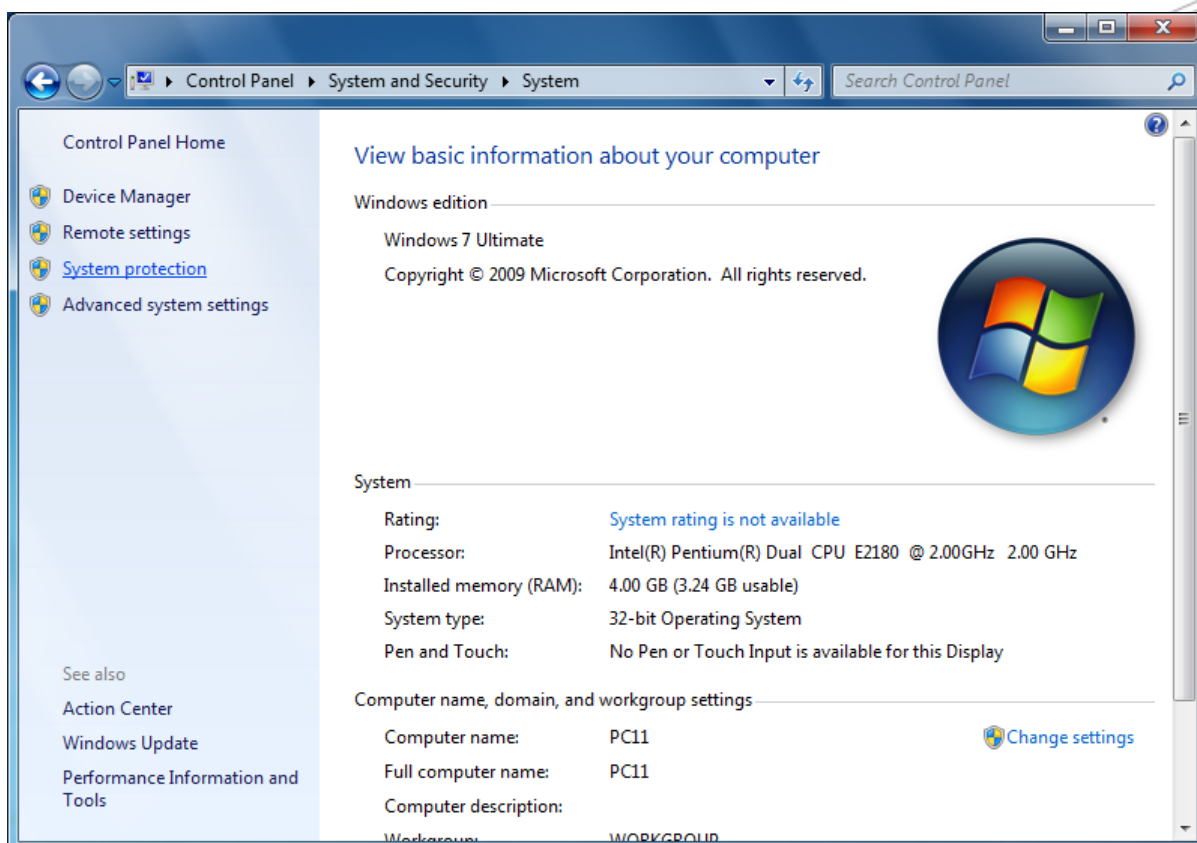 Control Panel ▸ System and Security ▸ System
Search Control Panel
Control Panel Home
Device Manager
Remote settings
System protection
Advanced system settings
See also
Action Center
Windows Update
Performance Information and
Tools
View basic information about your computer
Windows edition
Windows 7 Ultimate
Copyright © 2009 Microsoft Corporation. All rights reserved.
System
Rating: System rating is not available
Processor: Intel(R) Pentium(R) Dual CPU E2180 @ 2.00GHz 2.00 GHz
Installed memory (RAM): 4.00 GB (3.24 GB usable)
System type: 32-bit Operating System
Pen and Touch: No Pen or Touch Input is available for this Display
Computer name, domain, and workgroup settings
Computer name: PC11 Change settings
Full computer name: PC11
Computer description:
Workgroup: WORKGROUP